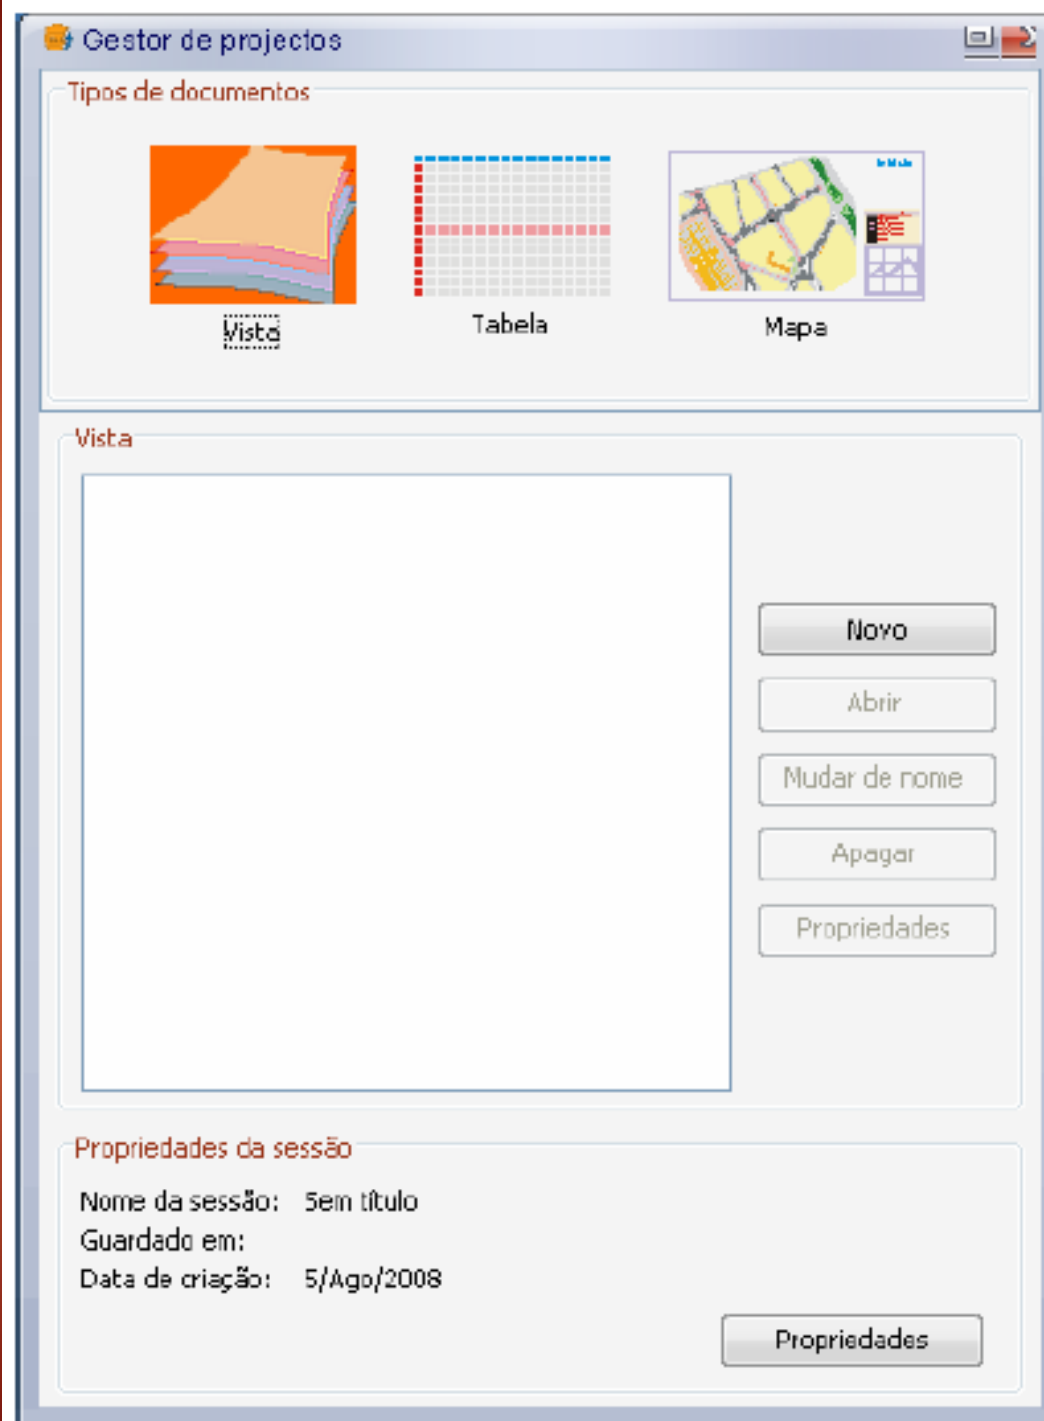 Gestor de projectos
Tipos de documentos
Vista
Tabela
Mapa
Vista
Novo
Abrir
Mudar de nome
Apagar
Propriedades
Propriedades da sessão
Nome da sessão: Sem título
Guardado em:
Data de criação: 5/Ago/2008
Propriedades